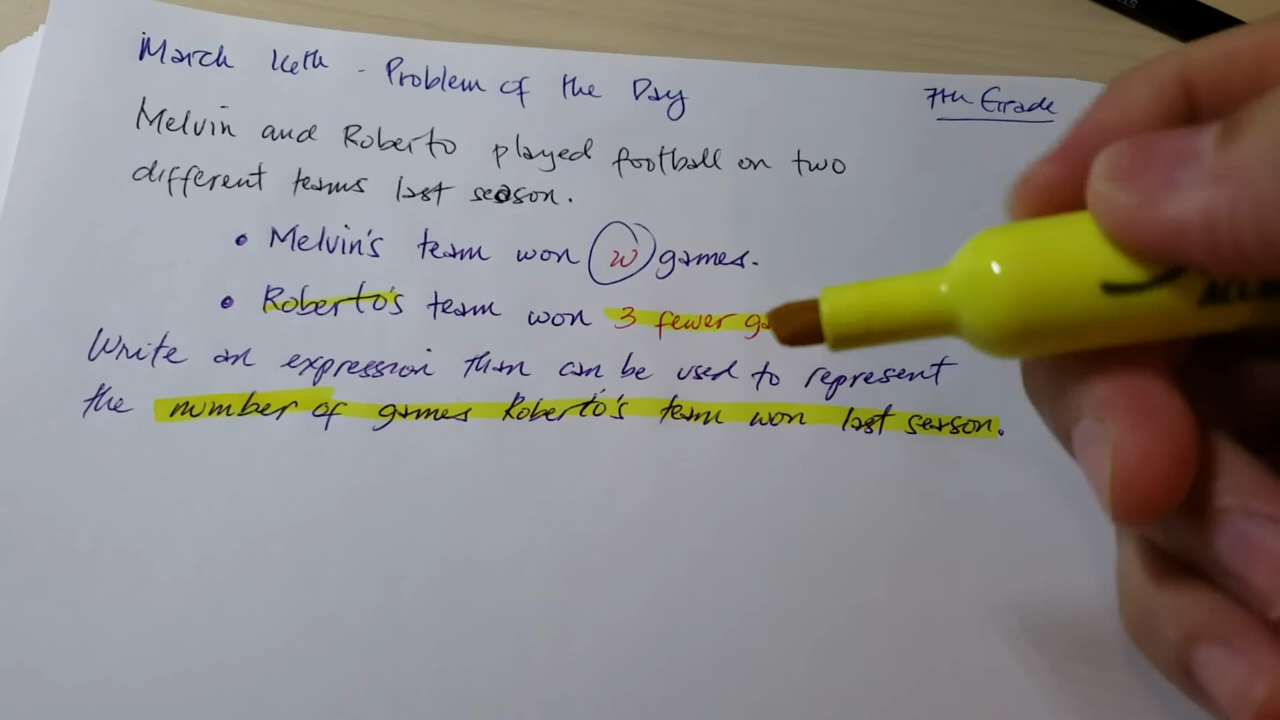 March 16th - Problem of the Day
7th Grade
Melvin and Roberto played football on two
different teams last season.
• Melvin's team won w games.
• Roberto's team won 3 fewer
Write an expression than can be used to represent
the number of games Roberto's team won last season.